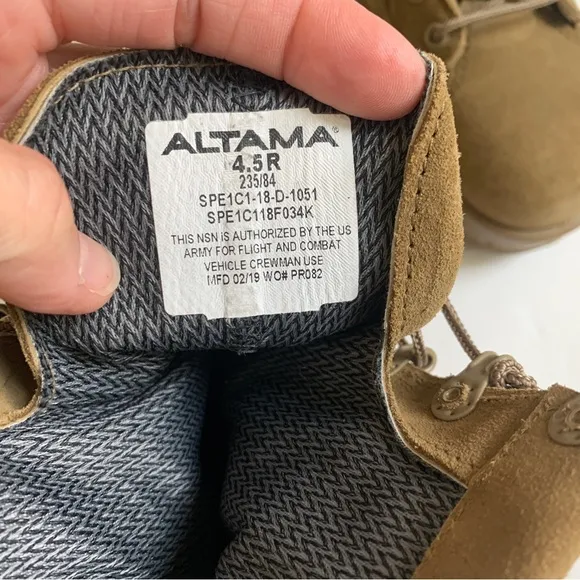 ALTAMA®
4.5R
235/84
SPE1C1-18-D-1051
SPE1C118F034K
THIS NSN IS AUTHORIZED BY THE US
ARMY FOR FLIGHT AND COMBAT
VEHICLE CREWMAN USE
MFD 02/19 WO# PR082